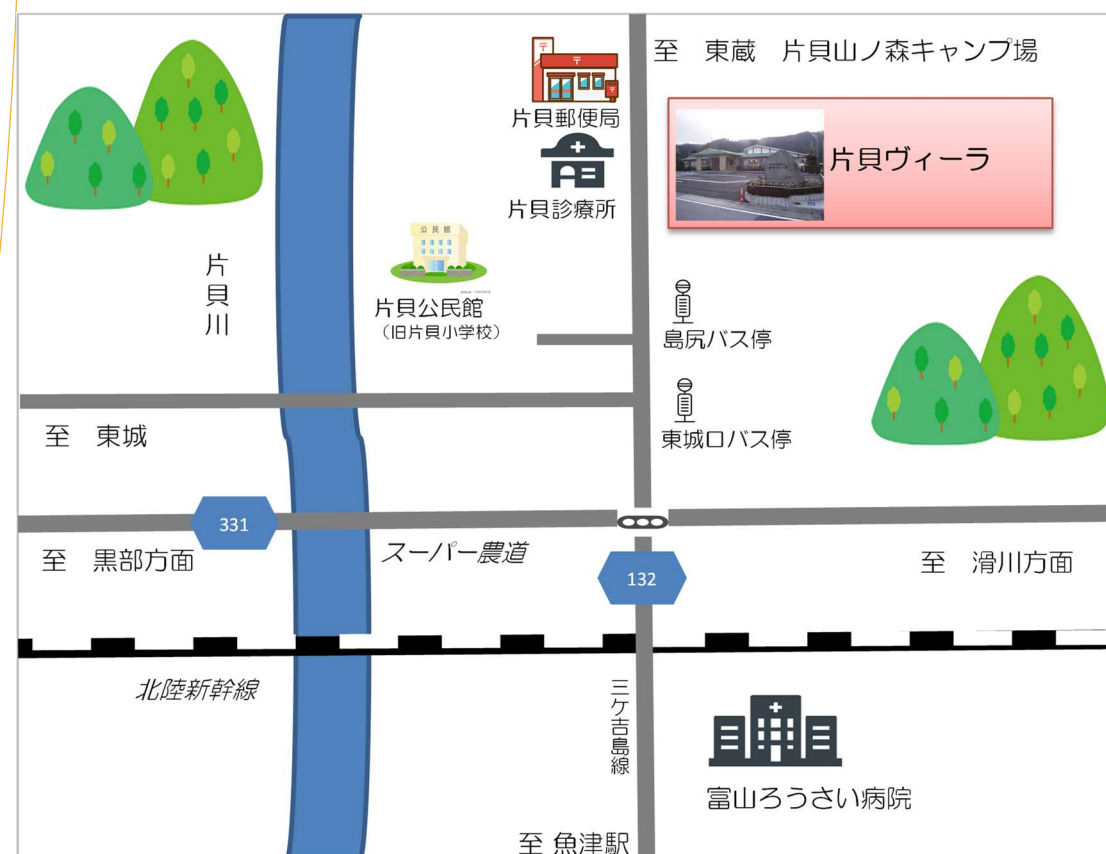 至　東蔵　片貝山ノ森キャンプ場
片貝郵便局
片貝ヴィーラ
片貝診療所
公民館
片貝公民館
（旧片貝小学校）
片貝川
島尻バス停
至　東城
東城口バス停
331
スーパー農道
至　黒部方面
132
至　滑川方面
北陸新幹線
三ケ吉島線
富山ろうさい病院
至 魚津駅